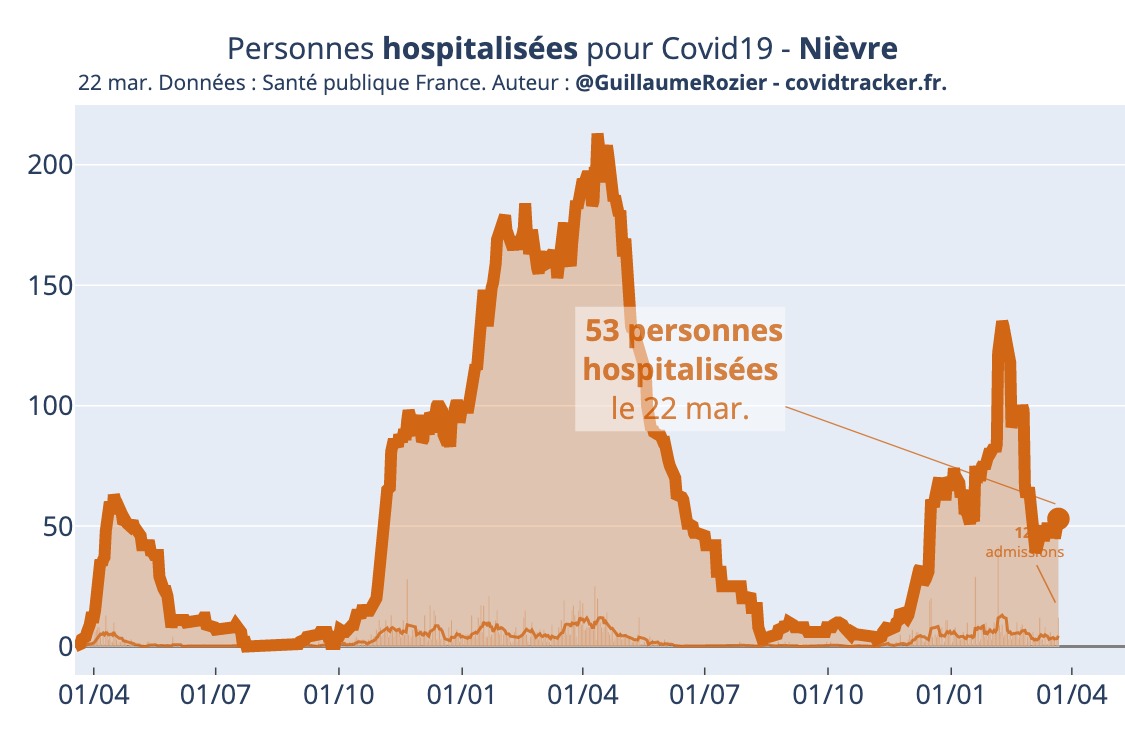 Personnes hospitalisées pour Covid19 - Nièvre
22 mar. Données : Santé publique France. Auteur : @GuillaumeRozier - covidtracker.fr.
200
150
100
50
0
53 personnes
hospitalisées
le 22 mar.
admissions
01/04 01/07 01/10 01/01 01/04 01/07 01/10 01/01 01/04